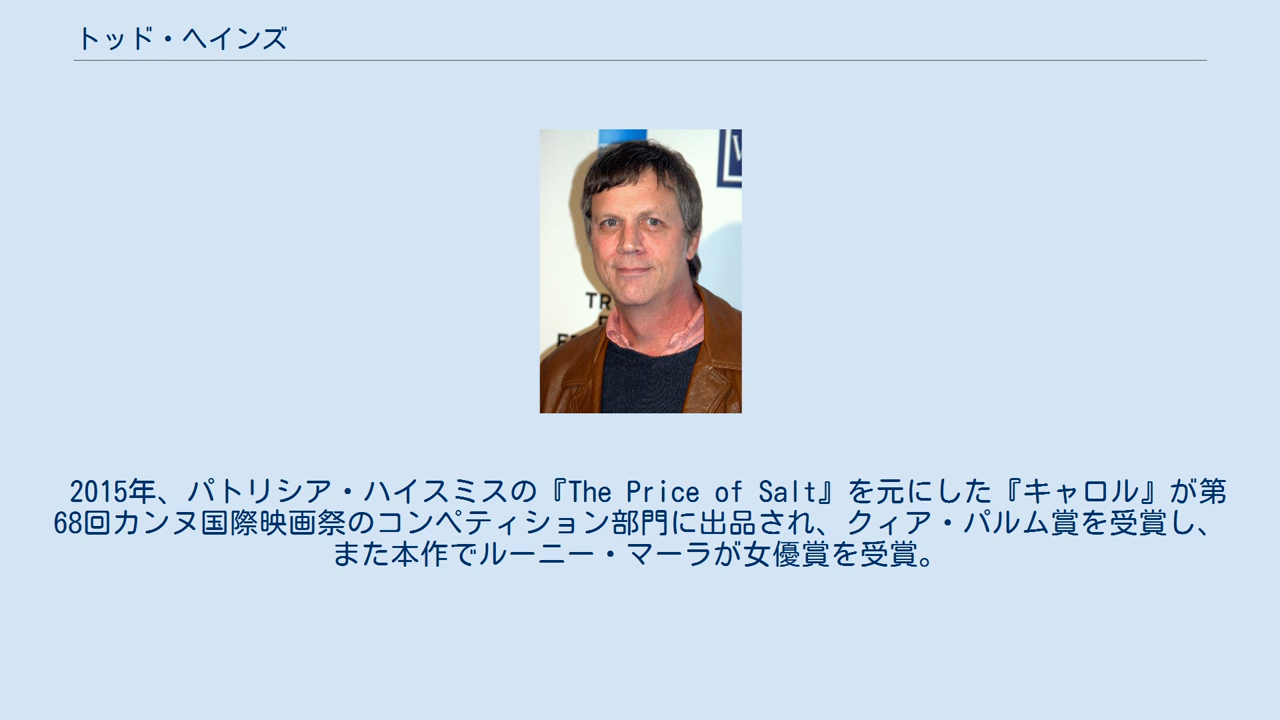 トッド・ヘインズ
TR
2015年、パトリシア・ハイスミスの『The Price of Salt』を元にした『キャロル』が第
68回カンヌ国際映画祭のコンペティション部門に出品され、クィア・パルム賞を受賞し、
また本作でルーニー・マーラが女優賞を受賞。